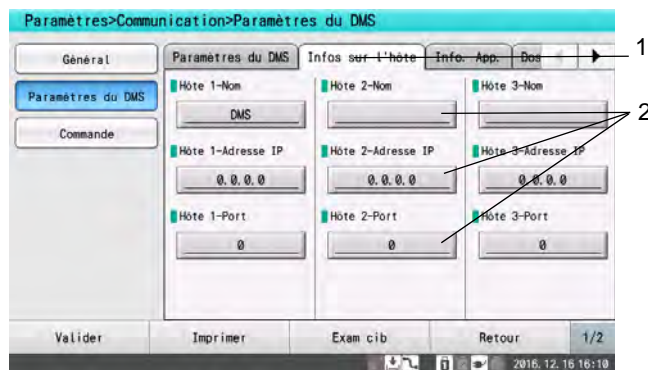 Paramètres>Communication>Paramètres du DMS
Général
Paramètres du DMS
Commande
Paramètres du DMS Infos sur l'hôte Info. App. Dos
1
Hôte 1-Nom Hôte 2-Nom Hôte 3-Nom
DMS
2
Hôte 1-Adresse IP Hôte 2-Adresse IP Hôte 3-Adresse IP
0.0.0.0 0.0.0.0 0.0.0.0
Hôte 1-Port Hôte 2-Port Hôte 3-Port
0 0 0
Valider Imprimer Exam cib Retour 1/2
2016.12.16 16:10